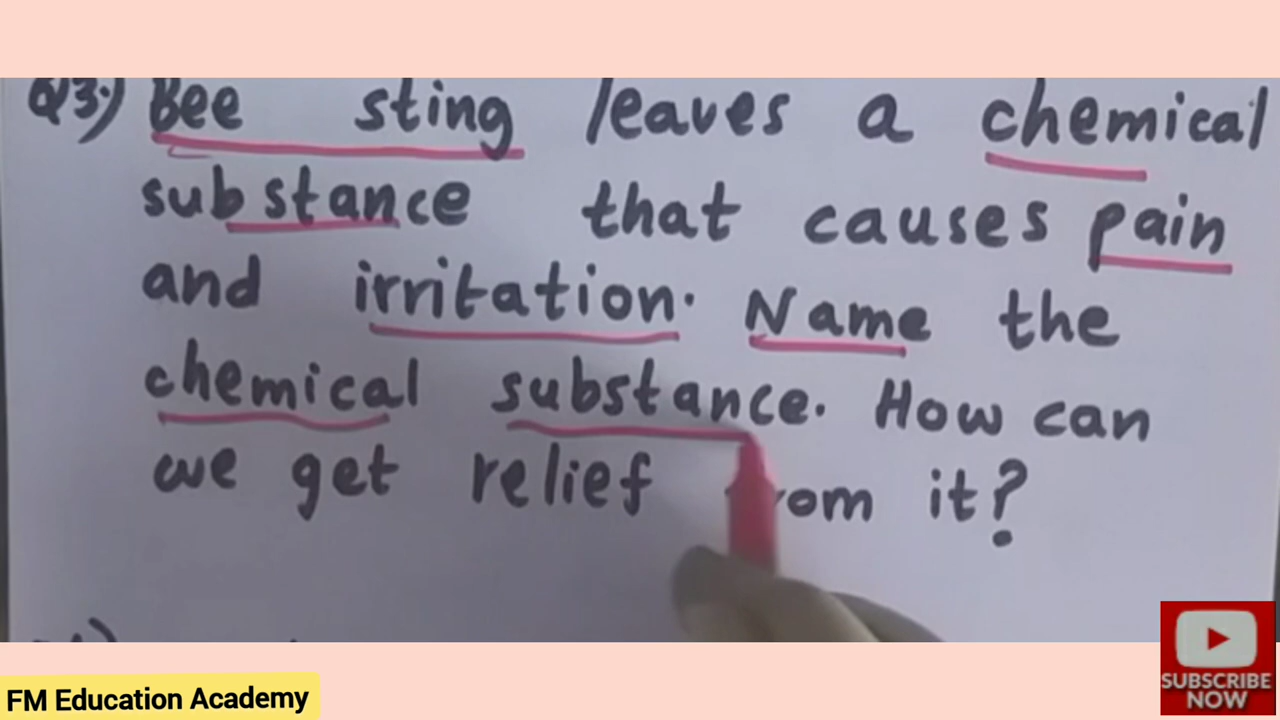 Q3.) Bee sting leaves a chemical
substance that causes pain
and irritation. Name the
chemical substance. How can
we get relief from it?
FM Education Academy
SUBSCRIBE
NOW